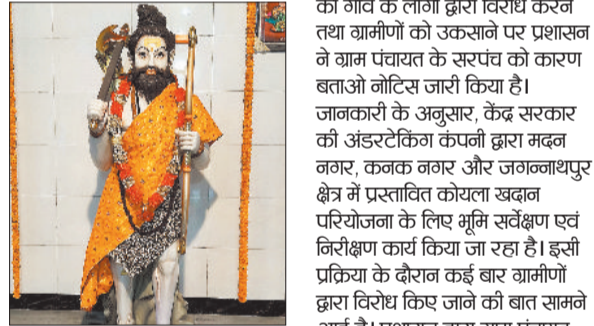 को गांव के लोगों द्वारा विरोध करने
तथा ग्रामीणों को उकसाने पर प्रशासन
ने ग्राम पंचायत के सरपंच को कारण
बताओ नोटिस जारी किया है।
जानकारी के अनुसार, केंद्र सरकार
की अंडरटेकिंग कंपनी द्वारा मदन
नगर, कनक नगर और जगन्नाथपुर
क्षेत्र में प्रस्तावित कोयला खदान
परियोजना के लिए भूमि सर्वेक्षण एवं
निरीक्षण कार्य किया जा रहा है। इसी
प्रक्रिया के दौरान कई बार ग्रामीणों
द्वारा विरोध किए जाने की बात सामने